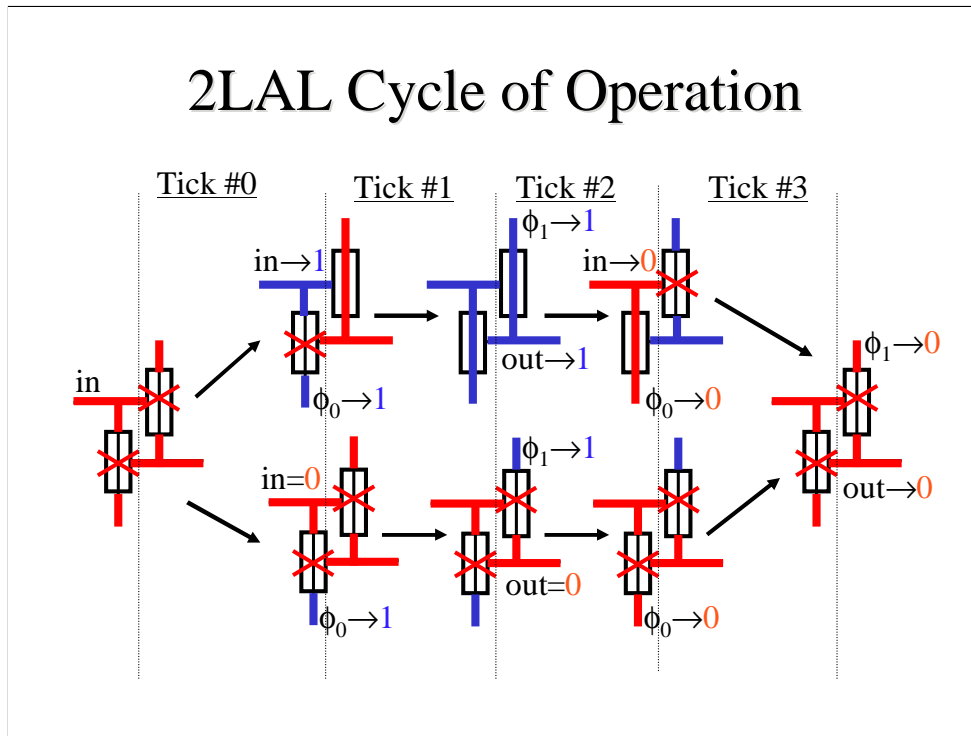 2LAL Cycle of Operation
Tick #0
Tick #1
Tick #2
Tick #3
ϕ₁→1
in→1
in→0
out→1
ϕ₁→0
in
ϕ₀→1
ϕ₀→0
ϕ₁→1
in=0
out→0
out=0
ϕ₀→1
ϕ₀→0